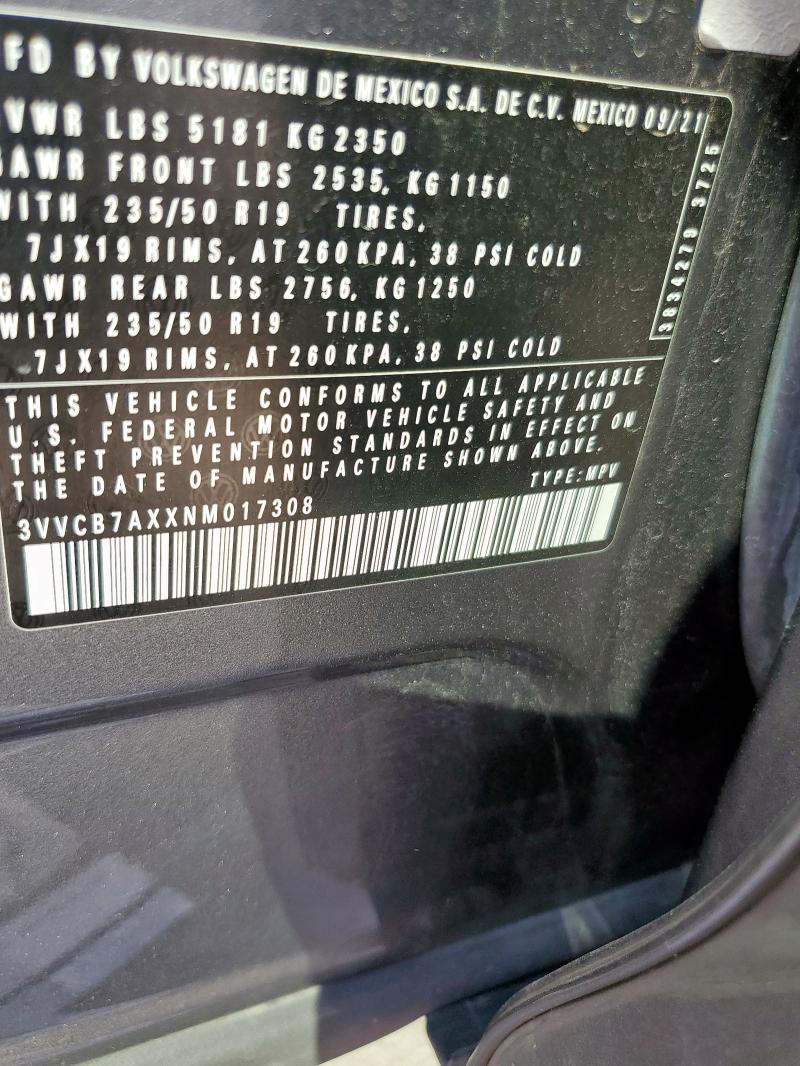 FD BY VOLKSWAGEN DE MEXICO S.A. DE C.V. MEXICO 09/21
VWR LBS 5181 KG 2350
AWR FRONT LBS 2535, KG 1150
WITH 235/50 R19 TIRES,
7JX19 RIMS, AT 260 KPA, 38 PSI COLD
GAWR REAR LBS 2756, KG 1250
WITH 235/50 R19 TIRES,
7JX19 RIMS, AT 260 KPA, 38 PSI COLD
3834279 3725
THIS VEHICLE CONFORMS TO ALL APPLICABLE
U.S. FEDERAL MOTOR VEHICLE SAFETY AND
THEFT PREVENTION STANDARDS IN EFFECT ON
THE DATE OF MANUFACTURE SHOWN ABOVE.
TYPE: MPV
3VVCB7AXXNM017308